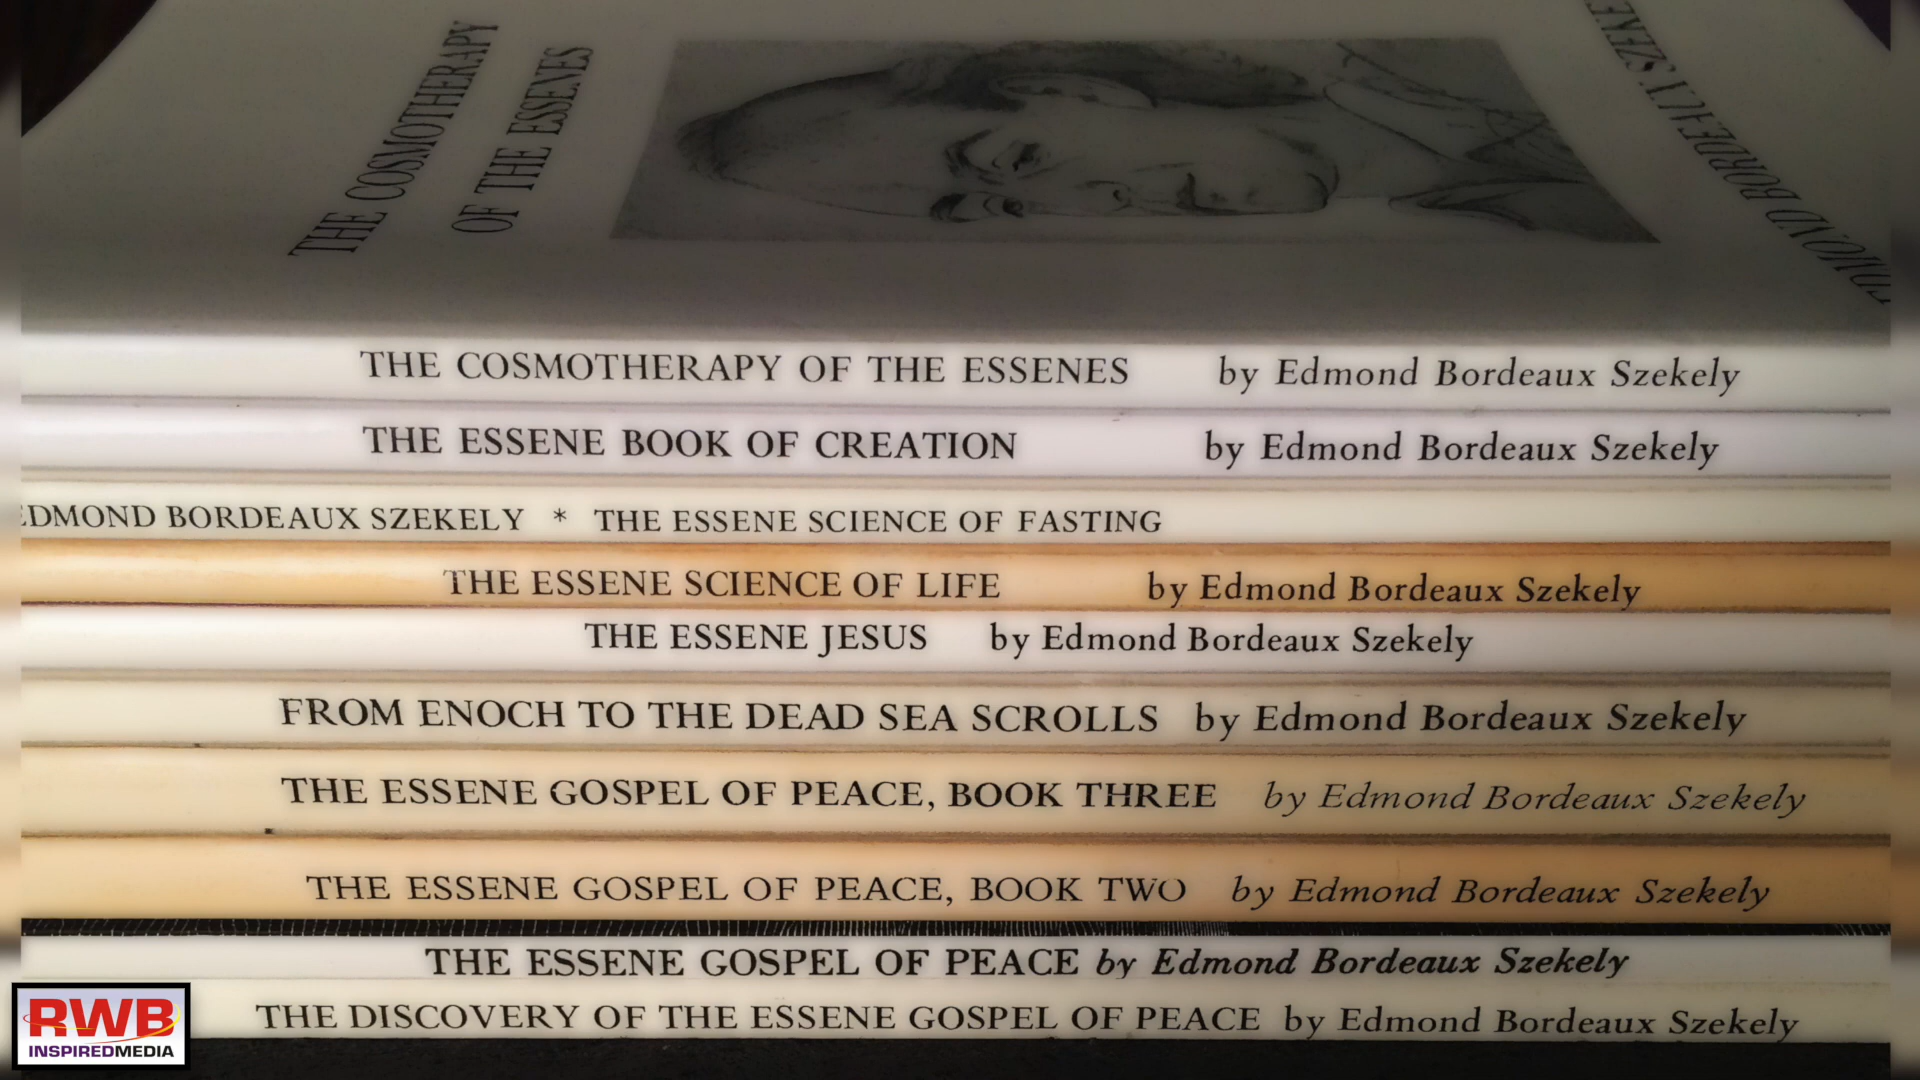 THE COSMOTHERAPY
OF THE ESSENES
BORDEAUX
THE COSMOTHERAPY OF THE ESSENES by Edmond Bordeaux Szekely
THE ESSENE BOOK OF CREATION by Edmond Bordeaux Szekely
EDMOND BORDEAUX SZEKELY * THE ESSENE SCIENCE OF FASTING
THE ESSENE SCIENCE OF LIFE by Edmond Bordeaux Szekely
THE ESSENE JESUS by Edmond Bordeaux Szekely
FROM ENOCH TO THE DEAD SEA SCROLLS by Edmond Bordeaux Szekely
THE ESSENE GOSPEL OF PEACE, BOOK THREE by Edmond Bordeaux Szekely
THE ESSENE GOSPEL OF PEACE, BOOK TWO by Edmond Bordeaux Szekely
THE ESSENE GOSPEL OF PEACE by Edmond Bordeaux Szekely
THE DISCOVERY OF THE ESSENE GOSPEL OF PEACE by Edmond Bordeaux Szekely
RWB
INSPIREDMEDIA